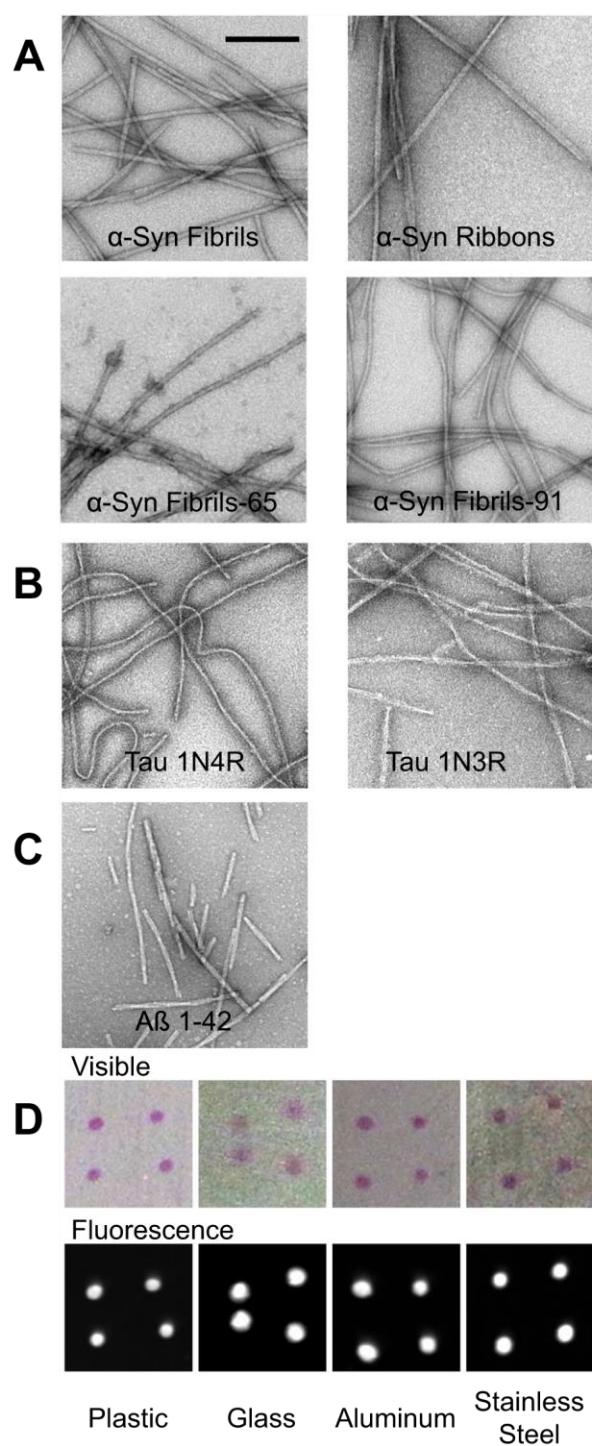 A
α-Syn Fibrils
α-Syn Ribbons
α-Syn Fibrils-65
α-Syn Fibrils-91
B
Tau 1N4R
Tau 1N3R
C
Aß 1-42
Visible
D
Fluorescence
Plastic
Glass
Aluminum
Stainless
Steel